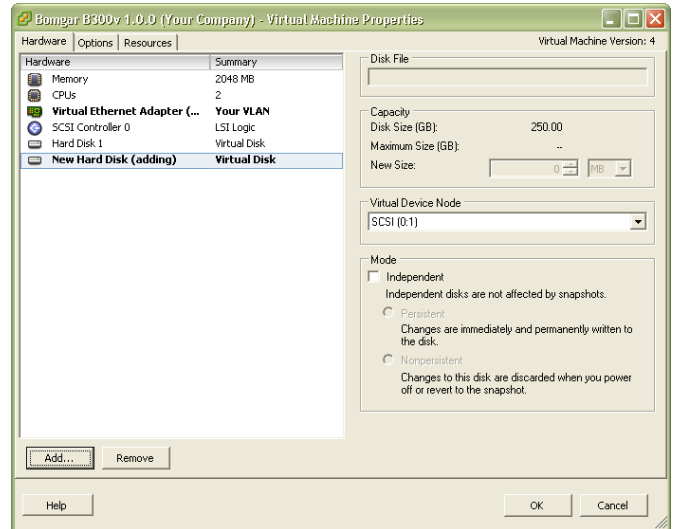 Bomgar B300v 1.0.0 (Your Company) - Virtual Machine Properties
Hardware Options Resources Virtual Machine Version: 4
Hardware Summary
Memory 2048 MB
CPUs 2
Virtual Ethernet Adapter (... Your VLAN
SCSI Controller 0 LSI Logic
Hard Disk 1 Virtual Disk
New Hard Disk (adding) Virtual Disk
Disk File
Capacity
Disk Size (GB): 250.00
Maximum Size (GB): --
New Size: 0 MB
Virtual Device Node
SCSI (0:1)
Mode
Independent
Independent disks are not affected by snapshots.
Persistent
Changes are immediately and permanently written to
the disk.
Nonpersistent
Changes to this disk are discarded when you power
off or revert to the snapshot.
Add... Remove
Help OK Cancel